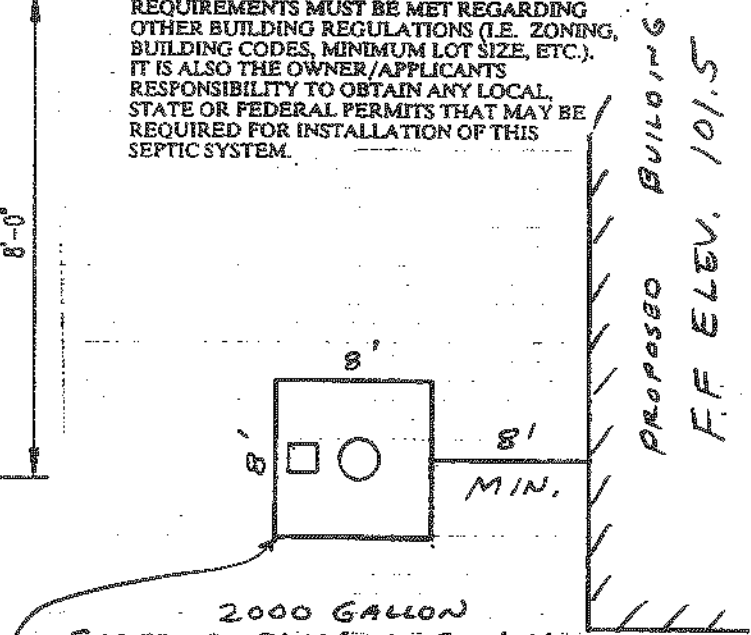 REQUIREMENTS MUST BE MET REGARDING
OTHER BUILDING REGULATIONS (I.E. ZONING,
BUILDING CODES, MINIMUM LOT SIZE, ETC.).
IT IS ALSO THE OWNER/APPLICANTS
RESPONSIBILITY TO OBTAIN ANY LOCAL,
STATE OR FEDERAL PERMITS THAT MAY BE
REQUIRED FOR INSTALLATION OF THIS
SEPTIC SYSTEM.
8'-0"
PROPOSED BUILDING
F.F ELEV. 101.5
8'
8'
8'
MIN.
2000 GALLON